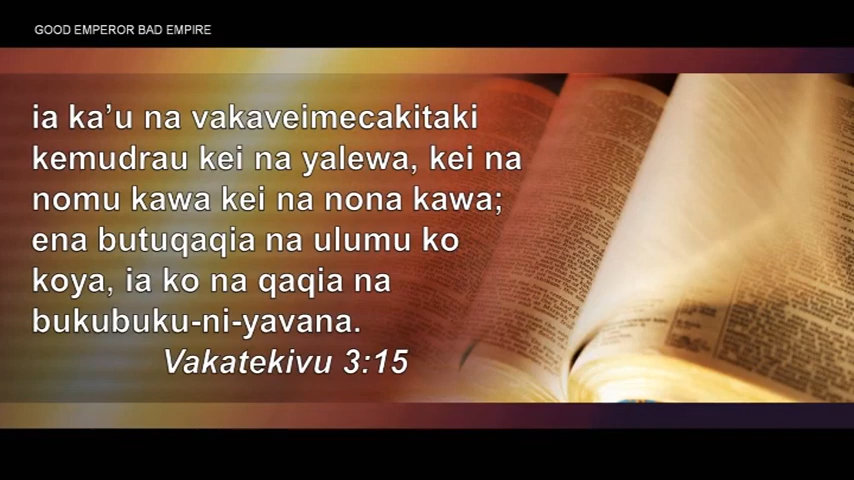 GOOD EMPEROR BAD EMPIRE
ia ka’u na vakaveimecakitaki
kemudrau kei na yalewa, kei na
nomu kawa kei na nona kawa;
ena butuqaqia na ulumu ko
koya, ia ko na qaqia na
bukubuku-ni-yavana.
Vakatekivu 3:15